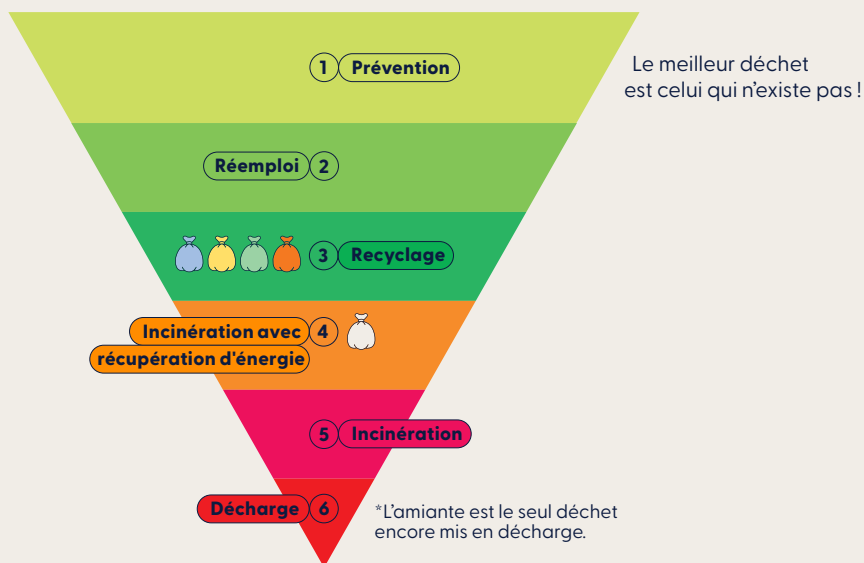 1 Prévention
Le meilleur déchet
est celui qui n'existe pas !
Réemploi 2
3 Recyclage
Incinération avec 4
récupération d'énergie
5 Incinération
Décharge 6
*L'amiante est le seul déchet
encore mis en décharge.